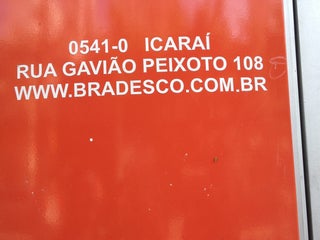 0541-0 ICARAÍ
RUA GAVIÃO PEIXOTO 108
WWW.BRADESCO.COM.BR